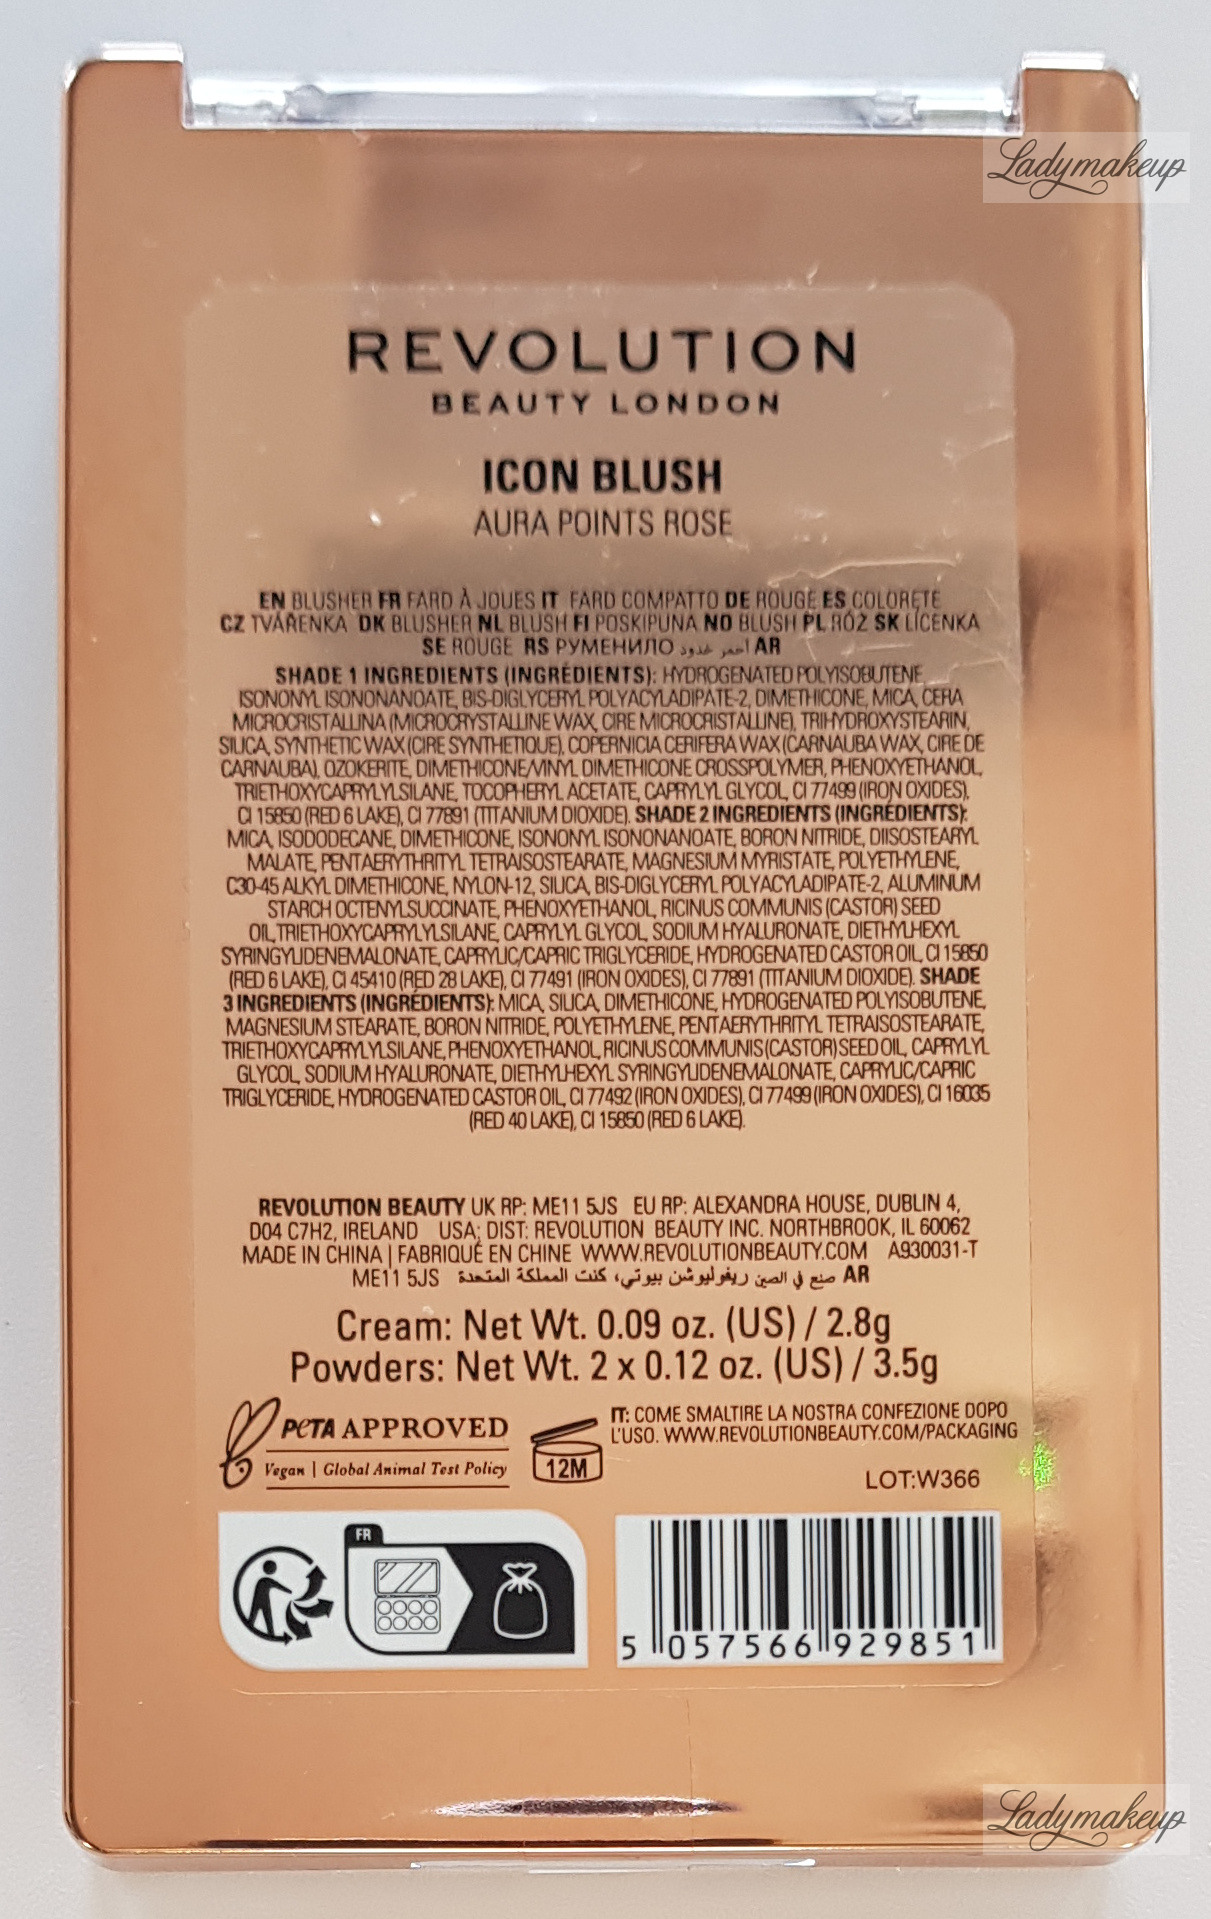 Ladymakeup
REVOLUTION
BEAUTY LONDON
ICON BLUSH
AURA POINTS ROSE
EN BLUSHER FR FARD À JOUES IT FARD COMPATTO DE ROUGE ES COLORETE
CZ TVÁŘENKA DK BLUSHER NL BLUSH FI POSKIPUNA NO BLUSH PL RÓŻ SK LÍCENKA
SE ROUGE RS РУМЕНИЛО أحمر خدود AR
SHADE 1 INGREDIENTS (INGRÉDIENTS): HYDROGENATED POLYISOBUTENE,
ISONONYL ISONONANOATE, BIS-DIGLYCERYL POLYACYLADIPATE-2, DIMETHICONE, MICA, CERA
MICROCRISTALLINA (MICROCRYSTALLINE WAX, CIRE MICROCRISTALLINE), TRIHYDROXYSTEARIN,
SILICA, SYNTHETIC WAX (CIRE SYNTHETIQUE), COPERNICIA CERIFERA WAX (CARNAUBA WAX, CIRE DE
CARNAUBA), OZOKERITE, DIMETHICONE/VINYL DIMETHICONE CROSSPOLYMER, PHENOXYETHANOL,
TRIETHOXYCAPRYLYLSILANE, TOCOPHERYL ACETATE, CAPRYLYL GLYCOL, CI 77499 (IRON OXIDES),
CI 15850 (RED 6 LAKE), CI 77891 (TITANIUM DIOXIDE). SHADE 2 INGREDIENTS (INGRÉDIENTS):
MICA, ISODODECANE, DIMETHICONE, ISONONYL ISONONANOATE, BORON NITRIDE, DIISOSTEARYL
MALATE, PENTAERYTHRITYL TETRAISOSTEARATE, MAGNESIUM MYRISTATE, POLYETHYLENE,
C30-45 ALKYL DIMETHICONE, NYLON-12, SILICA, BIS-DIGLYCERYL POLYACYLADIPATE-2, ALUMINUM
STARCH OCTENYLSUCCINATE, PHENOXYETHANOL, RICINUS COMMUNIS (CASTOR) SEED
OIL, TRIETHOXYCAPRYLYLSILANE, CAPRYLYL GLYCOL, SODIUM HYALURONATE, DIETHYLHEXYL
SYRINGYLIDENEMALONATE, CAPRYLIC/CAPRIC TRIGLYCERIDE, HYDROGENATED CASTOR OIL, CI 15850
(RED 6 LAKE), CI 45410 (RED 28 LAKE), CI 77491 (IRON OXIDES), CI 77891 (TITANIUM DIOXIDE). SHADE
3 INGREDIENTS (INGRÉDIENTS): MICA, SILICA, DIMETHICONE, HYDROGENATED POLYISOBUTENE,
MAGNESIUM STEARATE, BORON NITRIDE, POLYETHYLENE, PENTAERYTHRITYL TETRAISOSTEARATE,
TRIETHOXYCAPRYLYLSILANE, PHENOXYETHANOL, RICINUS COMMUNIS (CASTOR) SEED OIL, CAPRYLYL
GLYCOL, SODIUM HYALURONATE, DIETHYLHEXYL SYRINGYLIDENEMALONATE, CAPRYLIC/CAPRIC
TRIGLYCERIDE, HYDROGENATED CASTOR OIL, CI 77492 (IRON OXIDES), CI 77499 (IRON OXIDES), CI 16035
(RED 40 LAKE), CI 15850 (RED 6 LAKE).
REVOLUTION BEAUTY UK RP: ME11 5JS EU RP: ALEXANDRA HOUSE, DUBLIN 4,
D04 C7H2, IRELAND USA; DIST: REVOLUTION BEAUTY INC. NORTHBROOK, IL 60062
MADE IN CHINA | FABRIQUÉ EN CHINE WWW.REVOLUTIONBEAUTY.COM A930031-T
ME11 5JS صنع في الصين ريفوليوشن بيوتي، كنت المملكة المتحدة AR
Cream: Net Wt. 0.09 oz. (US) / 2.8g
Powders: Net Wt. 2 x 0.12 oz. (US) / 3.5g
PETA APPROVED
Vegan | Global Animal Test Policy
12M
IT: COME SMALTIRE LA NOSTRA CONFEZIONE DOPO
L'USO. WWW.REVOLUTIONBEAUTY.COM/PACKAGING
LOT:W366
FR
5 057566 929851
Ladymakeup